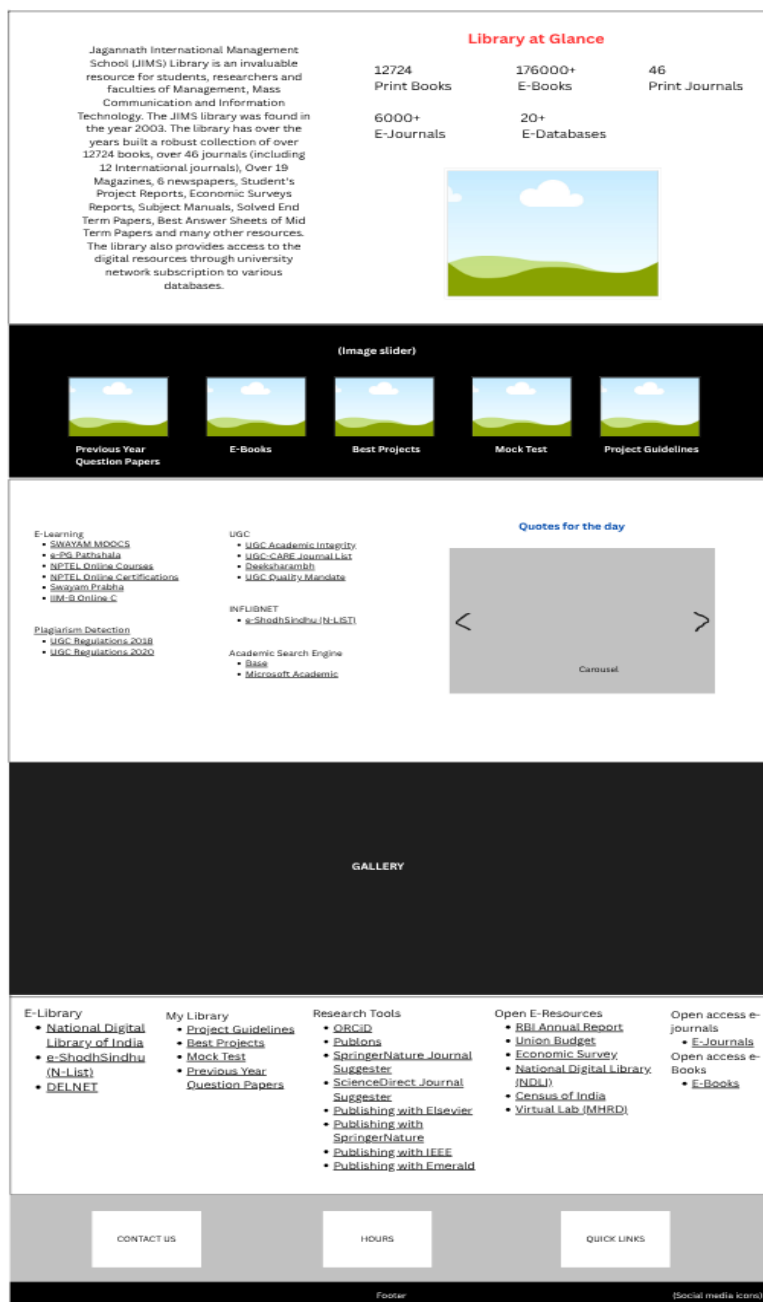 Jagannath International Management
School (JIMS) Library is an invaluable
resource for students, researchers and
faculties of Management, Mass
Communication and Information
Technology. The JIMS library was found in
the year 2003. The library has over the
years built a robust collection of over
12724 books, over 46 journals (including
12 International journals), Over 19
Magazines, 6 newspapers, Student's
Project Reports, Economic Surveys
Reports, Subject Manuals, Solved End
Term Papers, Best Answer Sheets of Mid
Term Papers and many other resources.
The library also provides access to the
digital resources through university
network subscription to various
databases.
Library at Glance
12724
Print Books
176000+
E-Books
46
Print Journals
6000+
E-Journals
20+
E-Databases
(Image slider)
Previous Year
Question Papers
E-Books
Best Projects
Mock Test
Project Guidelines
E-Learning
• SWAYAM MOOCS
• e-PG Pathshala
• NPTEL Online Courses
• NPTEL Online Certifications
• Swayam Prabha
• IIM-B Online C
Plagiarism Detection
• UGC Regulations 2018
• UGC Regulations 2020
UGC
• UGC Academic Integrity
• UGC-CARE Journal List
• Deeksharambh
• UGC Quality Mandate
INFLIBNET
• e-ShodhSindhu (N-LIST)
Academic Search Engine
• Base
• Microsoft Academic
Quotes for the day
< >
Carousel
GALLERY
E-Library
• National Digital
Library of India
• e-ShodhSindhu
(N-List)
• DELNET
My Library
• Project Guidelines
• Best Projects
• Mock Test
• Previous Year
Question Papers
Research Tools
• ORCiD
• Publons
• SpringerNature Journal
Suggester
• ScienceDirect Journal
Suggester
• Publishing with Elsevier
• Publishing with
SpringerNature
• Publishing with IEEE
• Publishing with Emerald
Open E-Resources
• RBI Annual Report
• Union Budget
• Economic Survey
• National Digital Library
(NDLI)
• Census of India
• Virtual Lab (MHRD)
Open access e-
journals
• E-Journals
Open access e-
Books
• E-Books
CONTACT US
HOURS
QUICK LINKS
Footer
(Social media icons)